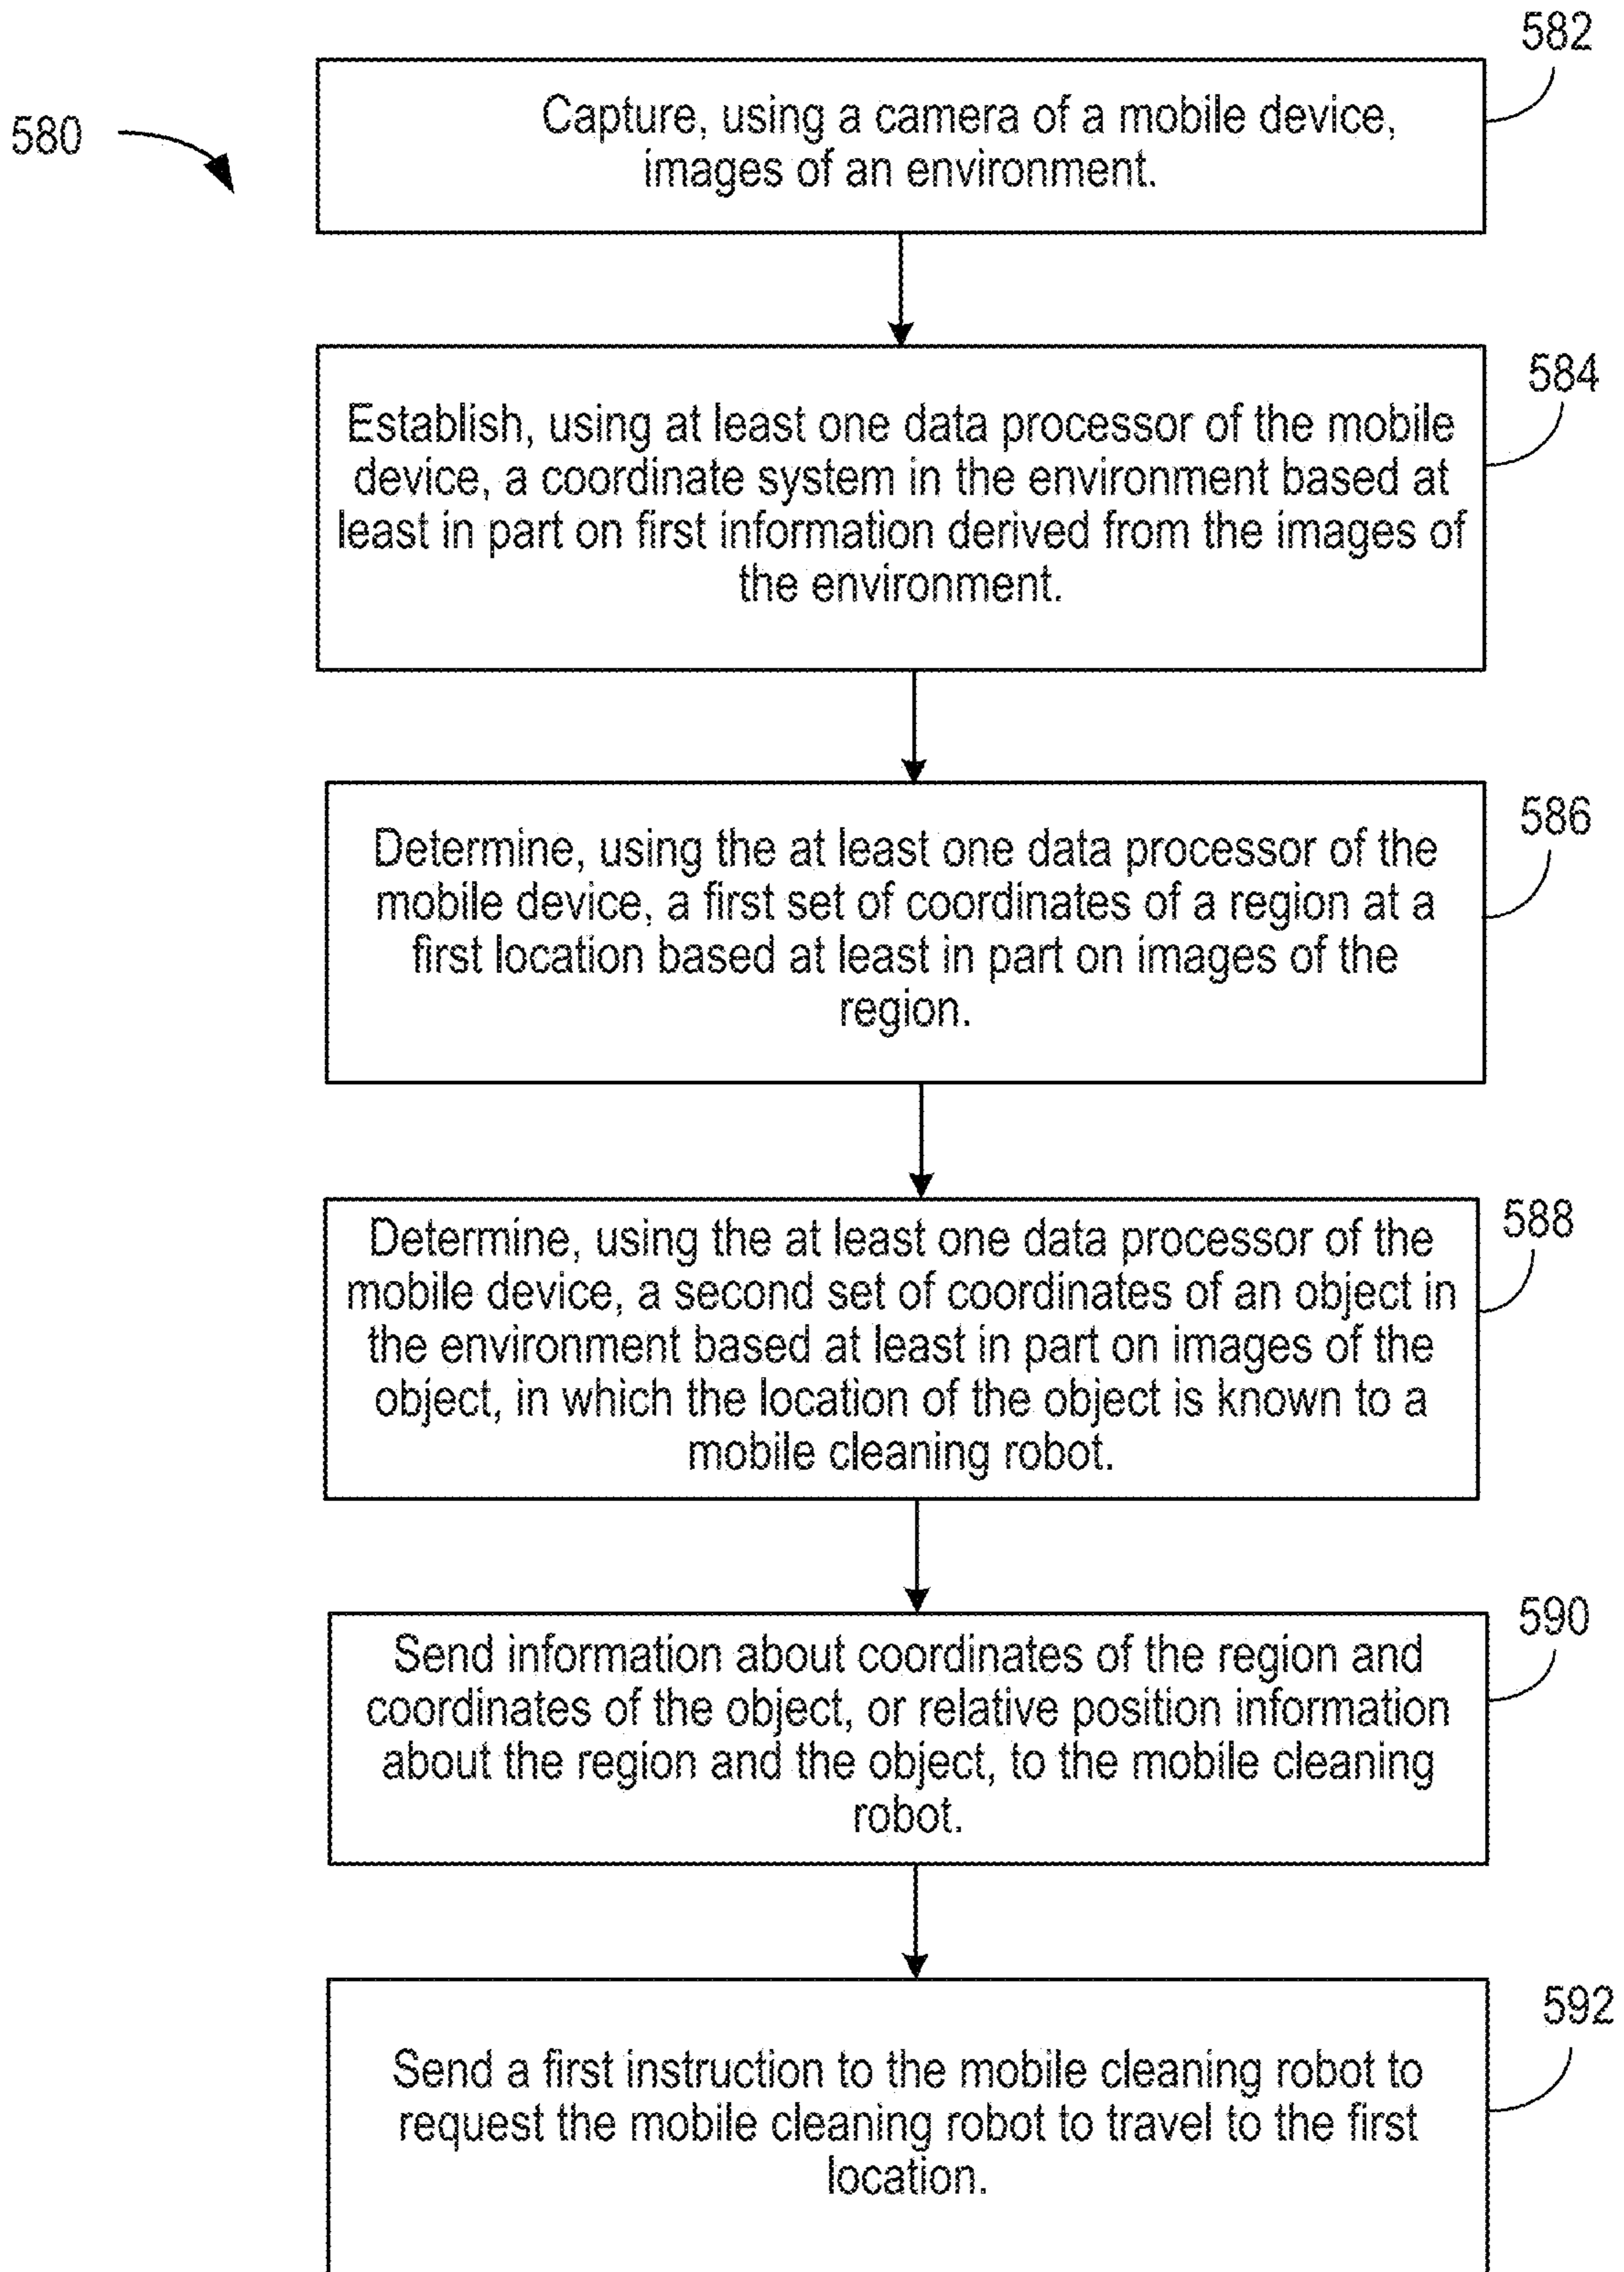 582
580
Capture, using a camera of a mobile device,
images of an environment.
584
Establish, using at least one data processor of the mobile
device, a coordinate system in the environment based at
least in part on first information derived from the images of
the environment.
586
Determine, using the at least one data processor of the
mobile device, a first set of coordinates of a region at a
first location based at least in part on images of the
region.
588
Determine, using the at least one data processor of the
mobile device, a second set of coordinates of an object in
the environment based at least in part on images of the
object, in which the location of the object is known to a
mobile cleaning robot.
590
Send information about coordinates of the region and
coordinates of the object, or relative position information
about the region and the object, to the mobile cleaning
robot.
592
Send a first instruction to the mobile cleaning robot to
request the mobile cleaning robot to travel to the first
location.